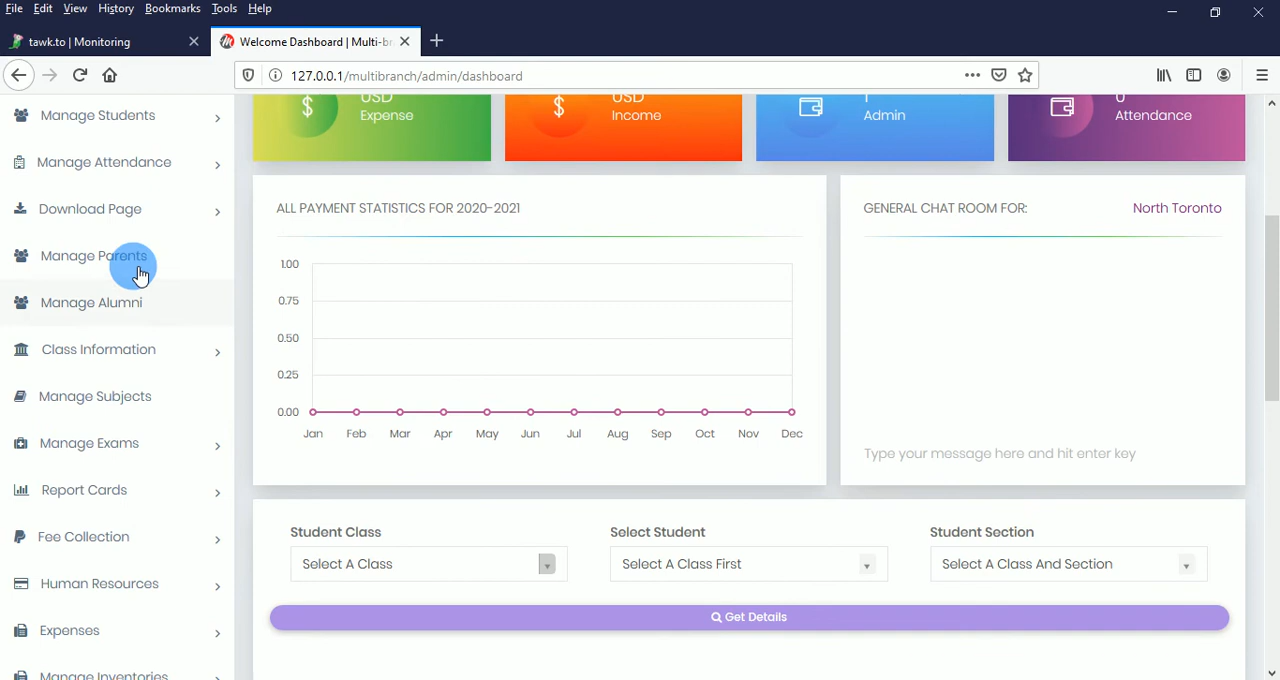 File Edit View History Bookmarks Tools Help
tawk.to | Monitoring
Welcome Dashboard | Multi-br
127.0.0.1/multibranch/admin/dashboard
Manage Students
Manage Attendance
Download Page
Manage Parents
Manage Alumni
Class Information
Manage Subjects
Manage Exams
Report Cards
Fee Collection
Human Resources
Expenses
Manage Inventories
$ USD
Expense
$ USD
Income
1
Admin
0
Attendance
ALL PAYMENT STATISTICS FOR 2020-2021
1.00
0.75
0.50
0.25
0.00
Jan Feb Mar Apr May Jun Jul Aug Sep Oct Nov Dec
GENERAL CHAT ROOM FOR: North Toronto
Type your message here and hit enter key
Student Class Select Student Student Section
Select A Class Select A Class First Select A Class And Section
Get Details